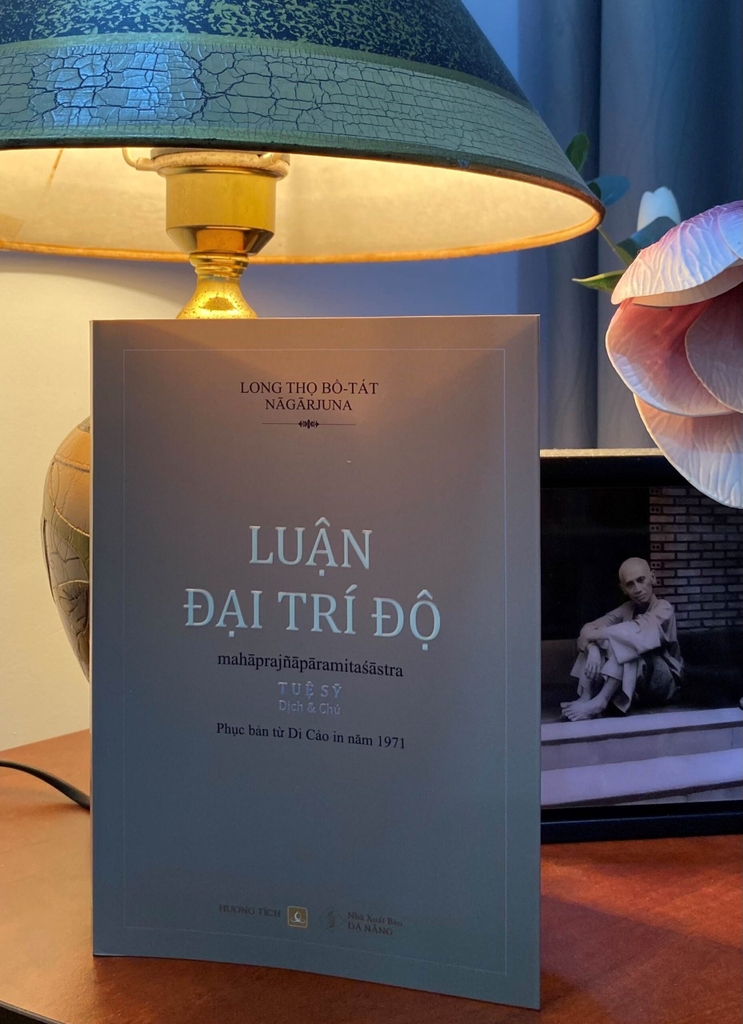 LONG THỌ BỒ-TÁT
NĀGĀRJUNA
LUẬN
ĐẠI TRÍ ĐỘ
mahāprajñāpāramitaśāstra
TUỆ SỸ
Dịch & Chú
Phục bản từ Di Cảo in năm 1971
HƯƠNG TÍCH
Nhà Xuất Bản
ĐÀ NẴNG